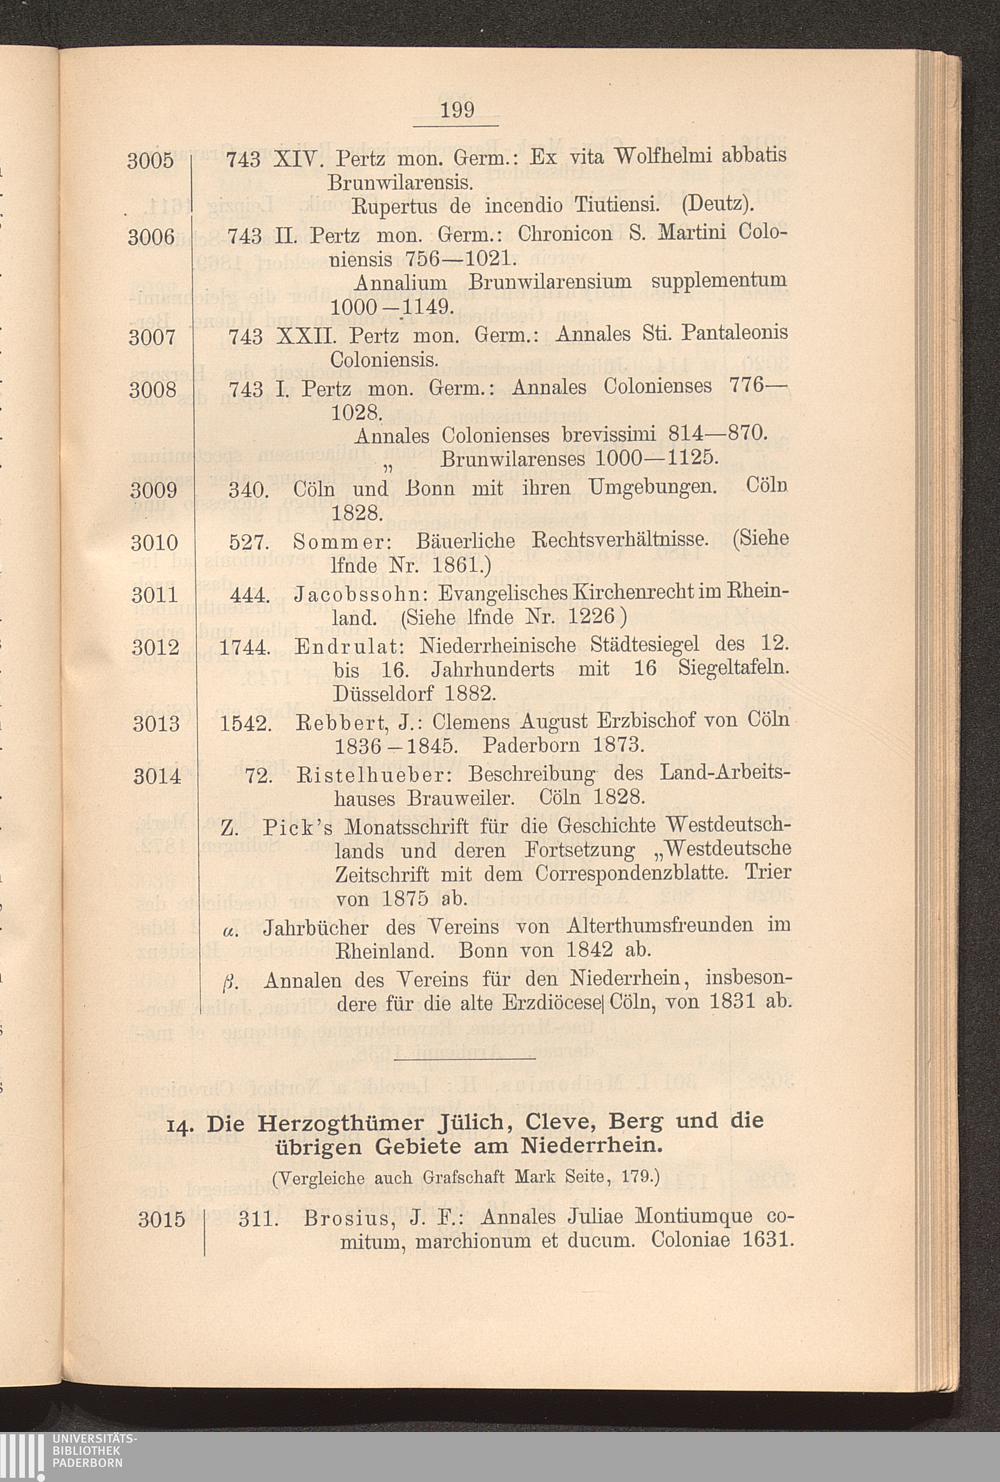 199
3005 743 XIV. Pertz mon. Germ.: Ex vita Wolfhelmi abbatis
Brunwilarensis.
Rupertus de incendio Tiutiensi. (Deutz).
3006 743 II. Pertz mon. Germ.: Chronicon S. Martini Colo-
niensis 756—1021.
Annalium Brunwilarensium supplementum
1000—1149.
3007 743 XXII. Pertz mon. Germ.: Annales Sti. Pantaleonis
Coloniensis.
3008 743 I. Pertz mon. Germ.: Annales Colonienses 776—
1028.
Annales Colonienses brevissimi 814—870.
„ Brunwilarenses 1000—1125.
3009 340. Cöln und Bonn mit ihren Umgebungen. Cöln
1828.
3010 527. Sommer: Bäuerliche Rechtsverhältnisse. (Siehe
lfnde Nr. 1861.)
3011 444. Jacobssohn: Evangelisches Kirchenrecht im Rhein-
land. (Siehe lfnde Nr. 1226)
3012 1744. Endrulat: Niederrheinische Städtesiegel des 12.
bis 16. Jahrhunderts mit 16 Siegeltafeln.
Düsseldorf 1882.
3013 1542. Rebbert, J.: Clemens August Erzbischof von Cöln
1836—1845. Paderborn 1873.
3014 72. Ristelhueber: Beschreibung des Land-Arbeits-
hauses Brauweiler. Cöln 1828.
Z. Pick's Monatsschrift für die Geschichte Westdeutsch-
lands und deren Fortsetzung „Westdeutsche
Zeitschrift mit dem Correspondenzblatte. Trier
von 1875 ab.
α. Jahrbücher des Vereins von Alterthumsfreunden im
Rheinland. Bonn von 1842 ab.
β. Annalen des Vereins für den Niederrhein, insbeson-
dere für die alte Erzdiöcese Cöln, von 1831 ab.
14. Die Herzogthümer Jülich, Cleve, Berg und die
übrigen Gebiete am Niederrhein.
(Vergleiche auch Grafschaft Mark Seite, 179.)
3015 311. Brosius, J. F.: Annales Juliae Montiumque co-
mitum, marchionum et ducum. Coloniae 1631.
UNIVERSITÄTS-
BIBLIOTHEK
PADERBORN